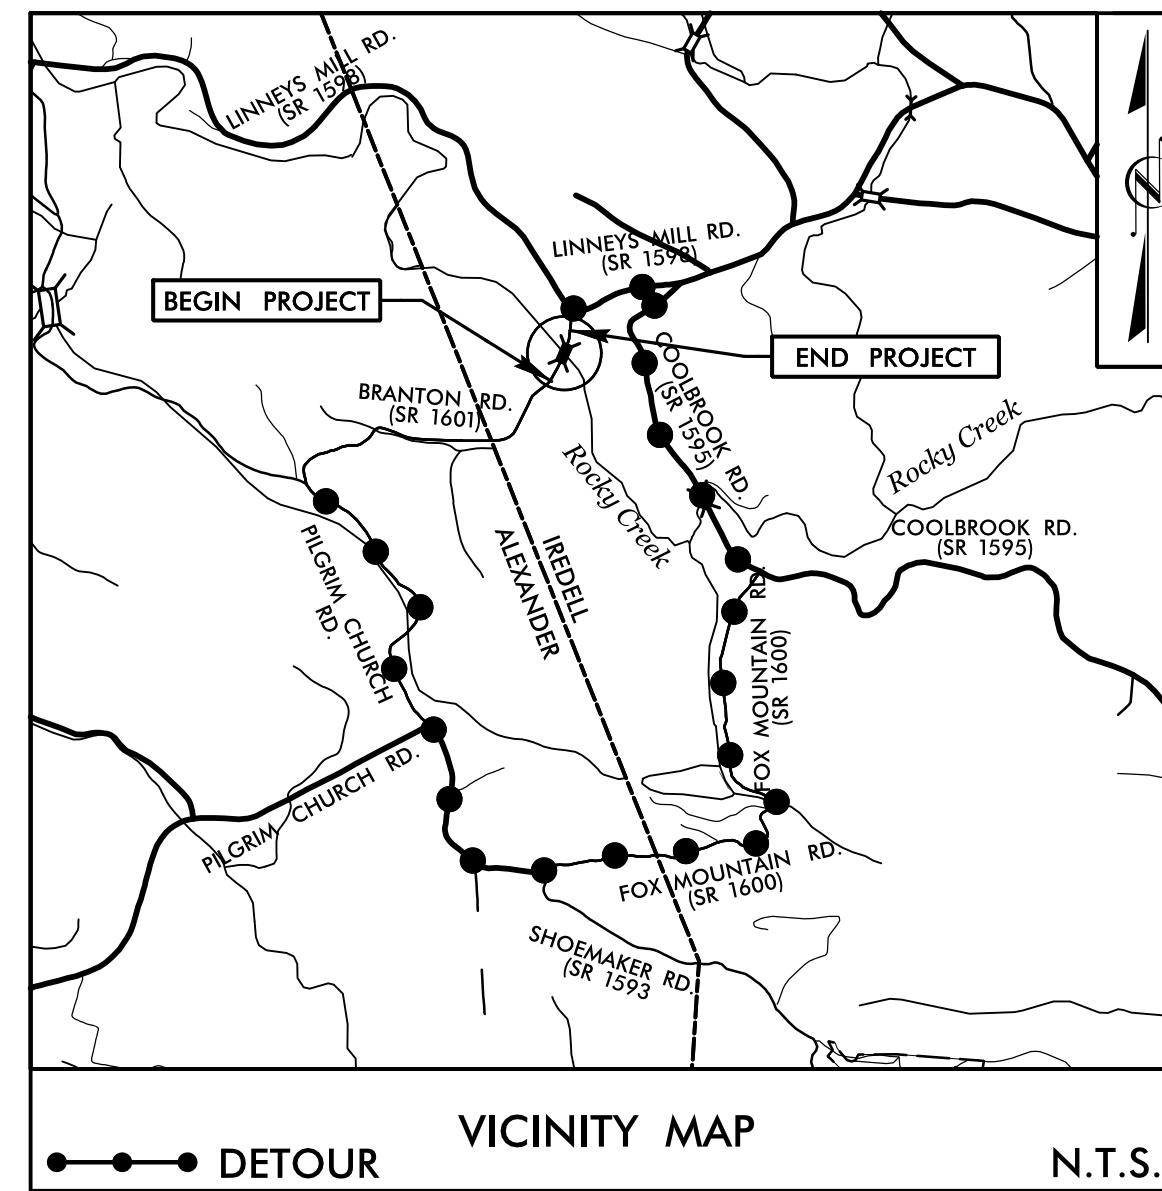 LINNEYS MILL RD.
(SR 1598)
LINNEYS MILL RD.
(SR 1598)
BEGIN PROJECT
END PROJECT
BRANTON RD.
(SR 1601)
COOLBROOK RD.
(SR 1595)
Rocky Creek
Rocky Creek
COOLBROOK RD.
(SR 1595)
PILGRIM CHURCH
RD.
IREDELL
ALEXANDER
FOX MOUNTAIN RD.
(SR 1600)
PILGRIM CHURCH RD.
FOX MOUNTAIN RD.
(SR 1600)
SHOEMAKER RD.
(SR 1593
VICINITY MAP
DETOUR
N.T.S.